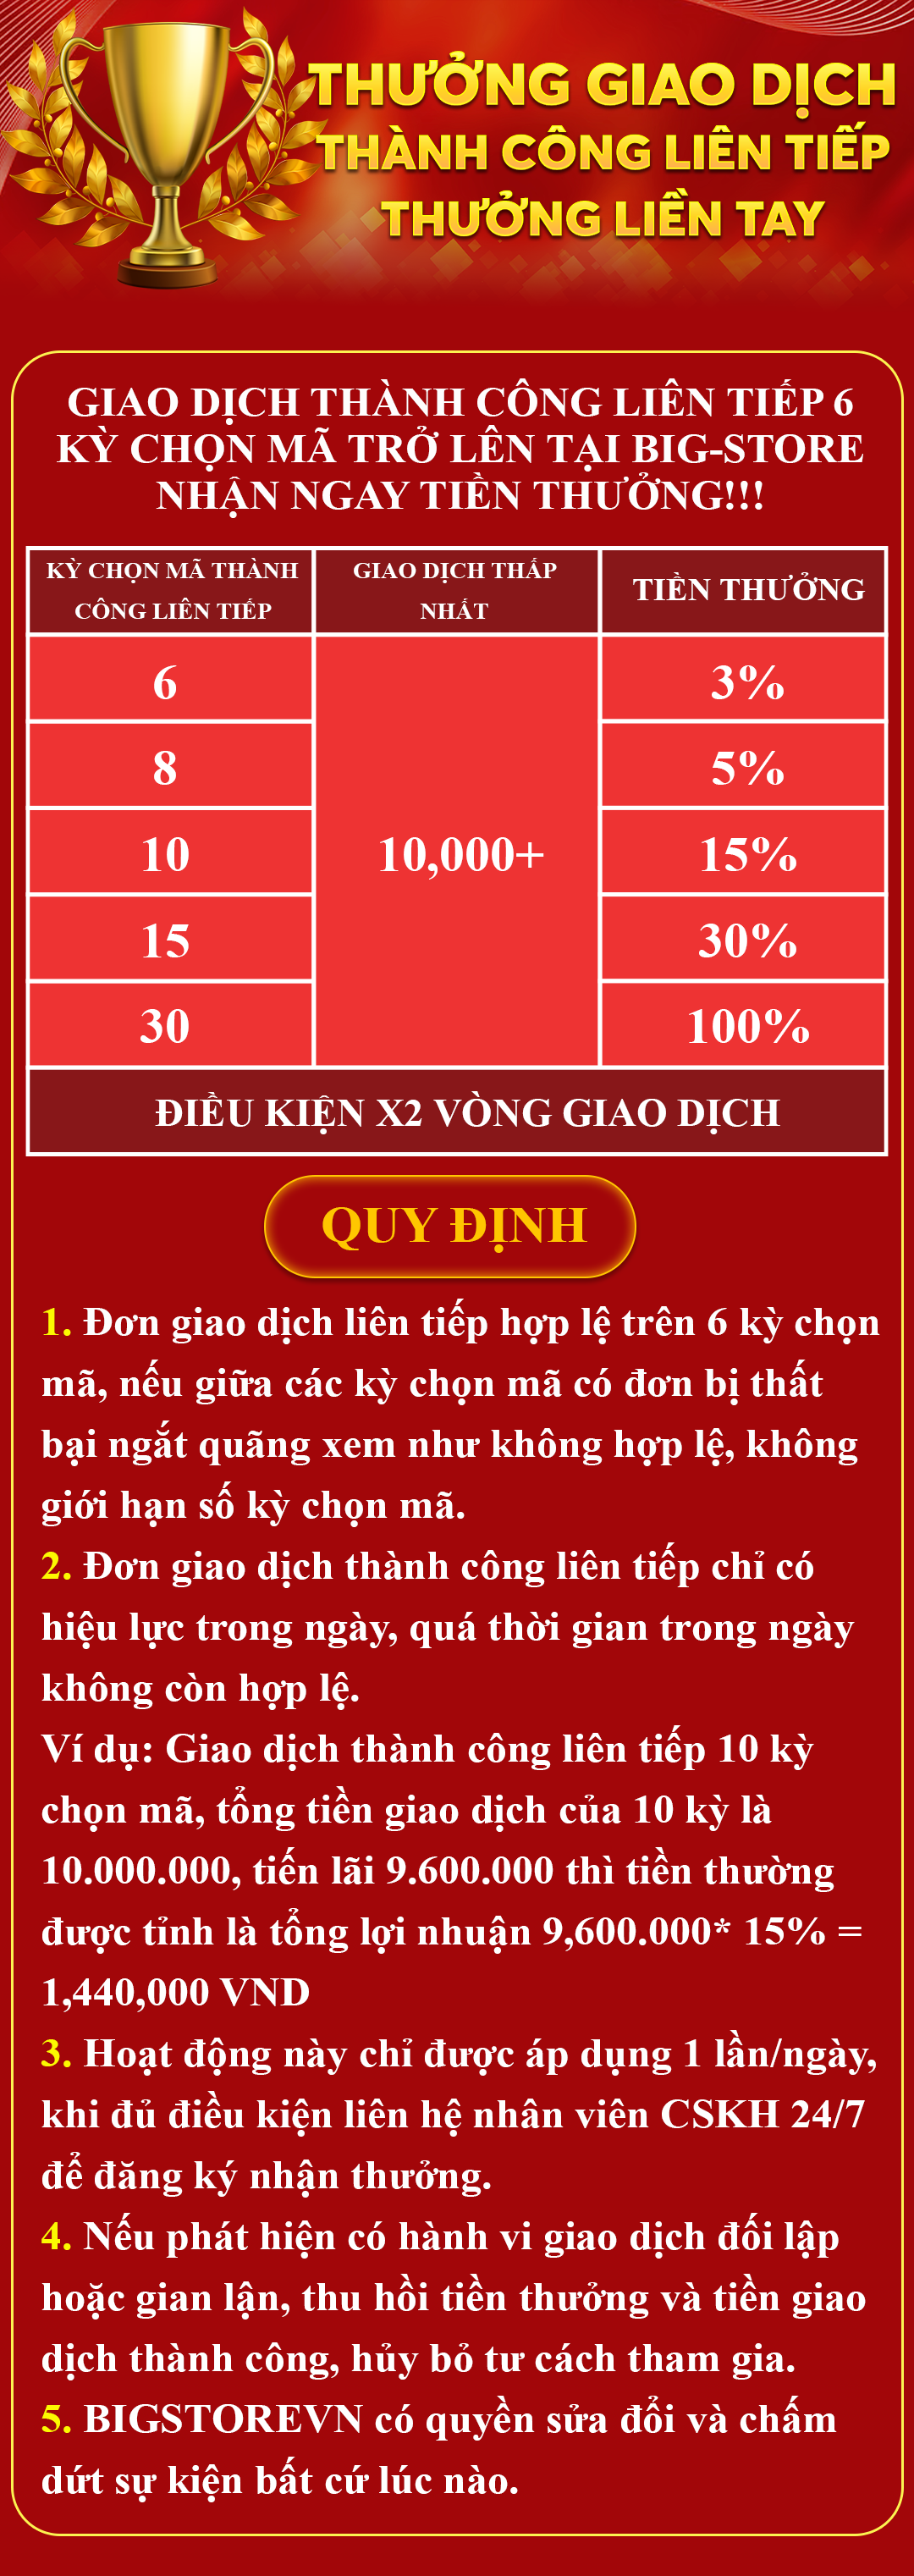 THƯỞNG GIAO DỊCH
THÀNH CÔNG LIÊN TIẾP
THƯỞNG LIỀN TAY
GIAO DỊCH THÀNH CÔNG LIÊN TIẾP 6
KỲ CHỌN MÃ TRỞ LÊN TẠI BIG-STORE
NHẬN NGAY TIỀN THƯỞNG!!!
KỲ CHỌN MÃ THÀNH
CÔNG LIÊN TIẾP
GIAO DỊCH THẤP
NHẤT
TIỀN THƯỞNG
6
3%
8
5%
10
10,000+
15%
15
30%
30
100%
ĐIỀU KIỆN X2 VÒNG GIAO DỊCH
QUY ĐỊNH
1. Đơn giao dịch liên tiếp hợp lệ trên 6 kỳ chọn
mã, nếu giữa các kỳ chọn mã có đơn bị thất
bại ngắt quãng xem như không hợp lệ, không
giới hạn số kỳ chọn mã.
2. Đơn giao dịch thành công liên tiếp chỉ có
hiệu lực trong ngày, quá thời gian trong ngày
không còn hợp lệ.
Ví dụ: Giao dịch thành công liên tiếp 10 kỳ
chọn mã, tổng tiền giao dịch của 10 kỳ là
10.000.000, tiến lãi 9.600.000 thì tiền thường
được tỉnh là tổng lợi nhuận 9,600.000* 15% =
1,440,000 VND
3. Hoạt động này chỉ được áp dụng 1 lần/ngày,
khi đủ điều kiện liên hệ nhân viên CSKH 24/7
để đăng ký nhận thưởng.
4. Nếu phát hiện có hành vi giao dịch đối lập
hoặc gian lận, thu hồi tiền thưởng và tiền giao
dịch thành công, hủy bỏ tư cách tham gia.
5. BIGSTOREVN có quyền sửa đổi và chấm
dứt sự kiện bất cứ lúc nào.